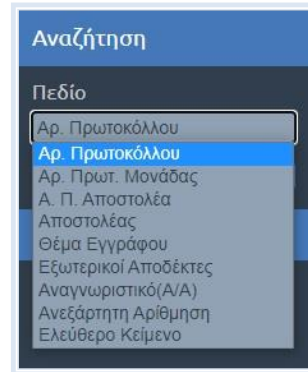 Αναζήτηση
Πεδίο
Αρ. Πρωτοκόλλου
Αρ. Πρωτοκόλλου
Αρ. Πρωτ. Μονάδας
Α. Π. Αποστολέα
Αποστολέας
Θέμα Εγγράφου
Εξωτερικοί Αποδέκτες
Αναγνωριστικό(Α/Α)
Ανεξάρτητη Αρίθμηση
Ελεύθερο Κείμενο